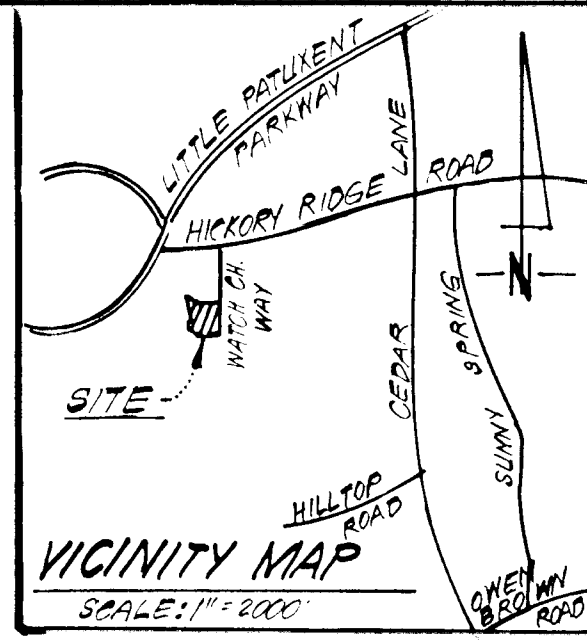 LITTLE PATUXENT
PARKWAY
HICKORY RIDGE ROAD
CEDAR LANE
WATCH CH.
WAY
SUNNY SPRING
N
SITE
HILLTOP
ROAD
OWEN
BROWN
ROAD
VICINITY MAP
SCALE: 1" = 2000'